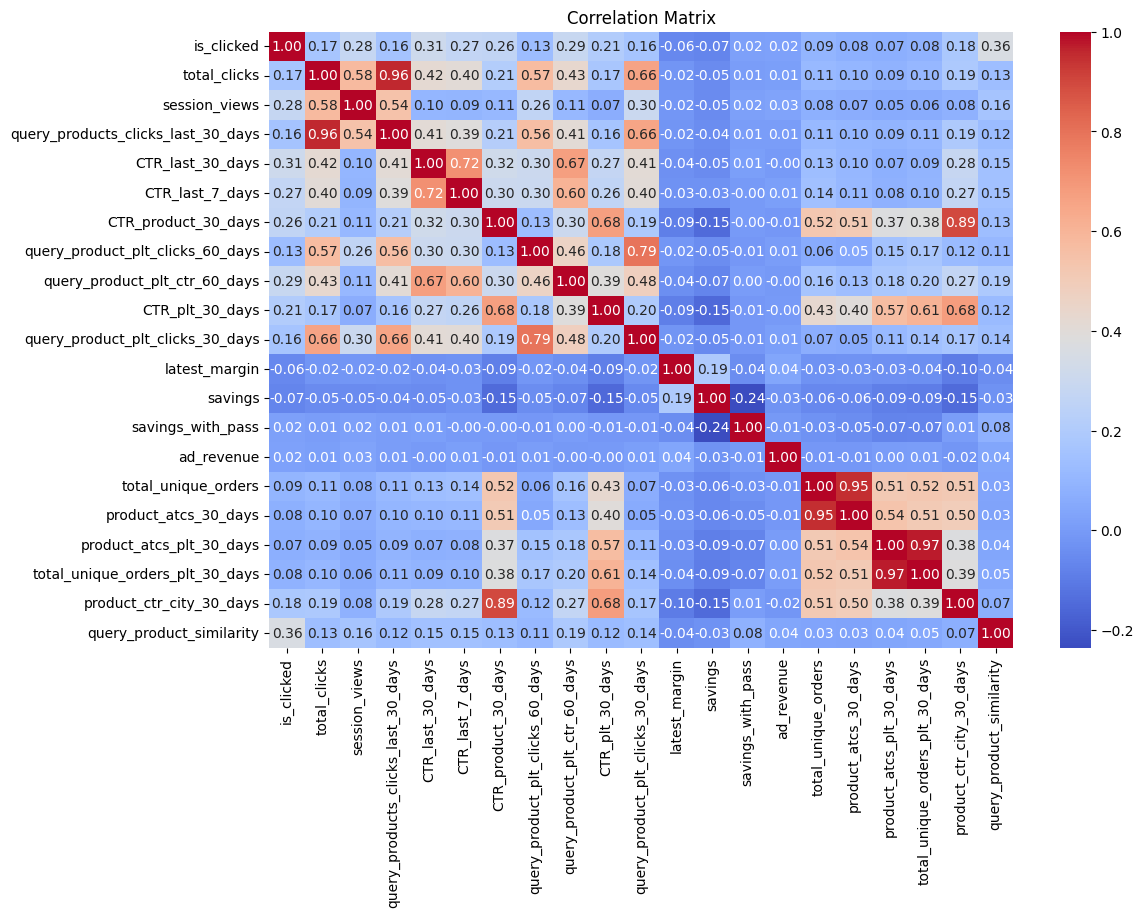 Correlation Matrix
is_clicked 1.00 0.17 0.28 0.16 0.31 0.27 0.26 0.13 0.29 0.21 0.16 -0.06 -0.07 0.02 0.02 0.09 0.08 0.07 0.08 0.18 0.36
total_clicks 0.17 1.00 0.58 0.96 0.42 0.40 0.21 0.57 0.43 0.17 0.66 -0.02 -0.05 0.01 0.01 0.11 0.10 0.09 0.10 0.19 0.13
session_views 0.28 0.58 1.00 0.54 0.10 0.09 0.11 0.26 0.11 0.07 0.30 -0.02 -0.05 0.02 0.03 0.08 0.07 0.05 0.06 0.08 0.16
query_products_clicks_last_30_days 0.16 0.96 0.54 1.00 0.41 0.39 0.21 0.56 0.41 0.16 0.66 -0.02 -0.04 0.01 0.01 0.11 0.10 0.09 0.11 0.19 0.12
CTR_last_30_days 0.31 0.42 0.10 0.41 1.00 0.72 0.32 0.30 0.67 0.27 0.41 -0.04 -0.05 0.01 -0.00 0.13 0.10 0.07 0.09 0.28 0.15
CTR_last_7_days 0.27 0.40 0.09 0.39 0.72 1.00 0.30 0.30 0.60 0.26 0.40 -0.03 -0.03 -0.00 0.01 0.14 0.11 0.08 0.10 0.27 0.15
CTR_product_30_days 0.26 0.21 0.11 0.21 0.32 0.30 1.00 0.13 0.30 0.68 0.19 -0.09 -0.15 -0.00 -0.01 0.52 0.51 0.37 0.38 0.89 0.13
query_product_plt_clicks_60_days 0.13 0.57 0.26 0.56 0.30 0.30 0.13 1.00 0.46 0.18 0.79 -0.02 -0.05 -0.01 0.01 0.06 0.05 0.15 0.17 0.12 0.11
query_product_plt_ctr_60_days 0.29 0.43 0.11 0.41 0.67 0.60 0.30 0.46 1.00 0.39 0.48 -0.04 -0.07 0.00 -0.00 0.16 0.13 0.18 0.20 0.27 0.19
CTR_plt_30_days 0.21 0.17 0.07 0.16 0.27 0.26 0.68 0.18 0.39 1.00 0.20 -0.09 -0.15 -0.01 -0.00 0.43 0.40 0.57 0.61 0.68 0.12
query_product_plt_clicks_30_days 0.16 0.66 0.30 0.66 0.41 0.40 0.19 0.79 0.48 0.20 1.00 -0.02 -0.05 -0.01 0.01 0.07 0.05 0.11 0.14 0.17 0.14
latest_margin -0.06 -0.02 -0.02 -0.02 -0.04 -0.03 -0.09 -0.02 -0.04 -0.09 -0.02 1.00 0.19 -0.04 0.04 -0.03 -0.03 -0.03 -0.04 -0.10 -0.04
savings -0.07 -0.05 -0.05 -0.04 -0.05 -0.03 -0.15 -0.05 -0.07 -0.15 -0.05 0.19 1.00 -0.24 -0.03 -0.06 -0.06 -0.09 -0.09 -0.15 -0.03
savings_with_pass 0.02 0.01 0.02 0.01 0.01 -0.00 -0.00 -0.01 0.00 -0.01 -0.01 -0.04 -0.24 1.00 -0.01 -0.03 -0.05 -0.07 -0.07 0.01 0.08
ad_revenue 0.02 0.01 0.03 0.01 -0.00 0.01 -0.01 0.01 -0.00 -0.00 0.01 0.04 -0.03 -0.01 1.00 -0.01 -0.01 0.00 0.01 -0.02 0.04
total_unique_orders 0.09 0.11 0.08 0.11 0.13 0.14 0.52 0.06 0.16 0.43 0.07 -0.03 -0.06 -0.03 -0.01 1.00 0.95 0.51 0.52 0.51 0.03
product_atcs_30_days 0.08 0.10 0.07 0.10 0.10 0.11 0.51 0.05 0.13 0.40 0.05 -0.03 -0.06 -0.05 -0.01 0.95 1.00 0.54 0.51 0.50 0.03
product_atcs_plt_30_days 0.07 0.09 0.05 0.09 0.07 0.08 0.37 0.15 0.18 0.57 0.11 -0.03 -0.09 -0.07 0.00 0.51 0.54 1.00 0.97 0.38 0.04
total_unique_orders_plt_30_days 0.08 0.10 0.06 0.11 0.09 0.10 0.38 0.17 0.20 0.61 0.14 -0.04 -0.09 -0.07 0.01 0.52 0.51 0.97 1.00 0.39 0.05
product_ctr_city_30_days 0.18 0.19 0.08 0.19 0.28 0.27 0.89 0.12 0.27 0.68 0.17 -0.10 -0.15 0.01 -0.02 0.51 0.50 0.38 0.39 1.00 0.07
query_product_similarity 0.36 0.13 0.16 0.12 0.15 0.15 0.13 0.11 0.19 0.12 0.14 -0.04 -0.03 0.08 0.04 0.03 0.03 0.04 0.05 0.07 1.00
is_clicked
total_clicks
session_views
query_products_clicks_last_30_days
CTR_last_30_days
CTR_last_7_days
CTR_product_30_days
query_product_plt_clicks_60_days
query_product_plt_ctr_60_days
CTR_plt_30_days
query_product_plt_clicks_30_days
latest_margin
savings
savings_with_pass
ad_revenue
total_unique_orders
product_atcs_30_days
product_atcs_plt_30_days
total_unique_orders_plt_30_days
product_ctr_city_30_days
query_product_similarity
1.0
0.8
0.6
0.4
0.2
0.0
−0.2